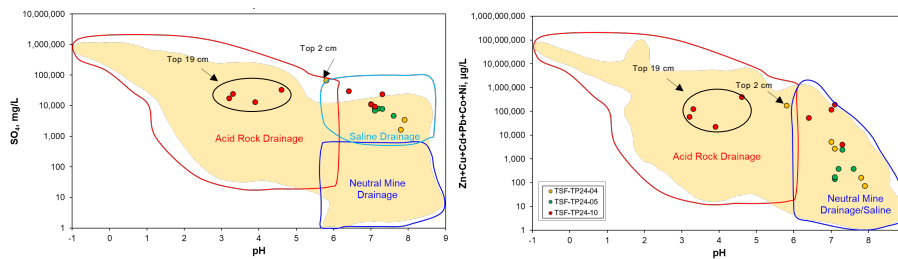 10,000,000
1,000,000
100,000
10,000
1,000
100
10
1
SO4, mg/L
-1
0
1
2
3
4
5
6
7
8
9
pH
Top 19 cm
Top 2 cm
Acid Rock Drainage
Saline Drainage
Neutral Mine
Drainage
100,000,000
10,000,000
1,000,000
100,000
10,000
1,000
100
10
1
Zn+Cu+Cd+Pb+Co+Ni, µg/L
-1
0
1
2
3
4
5
6
7
8
pH
Top 19 cm
Top 2 cm
Acid Rock Drainage
Neutral Mine
Drainage/Saline
TSF-TP24-04
TSF-TP24-05
TSF-TP24-10